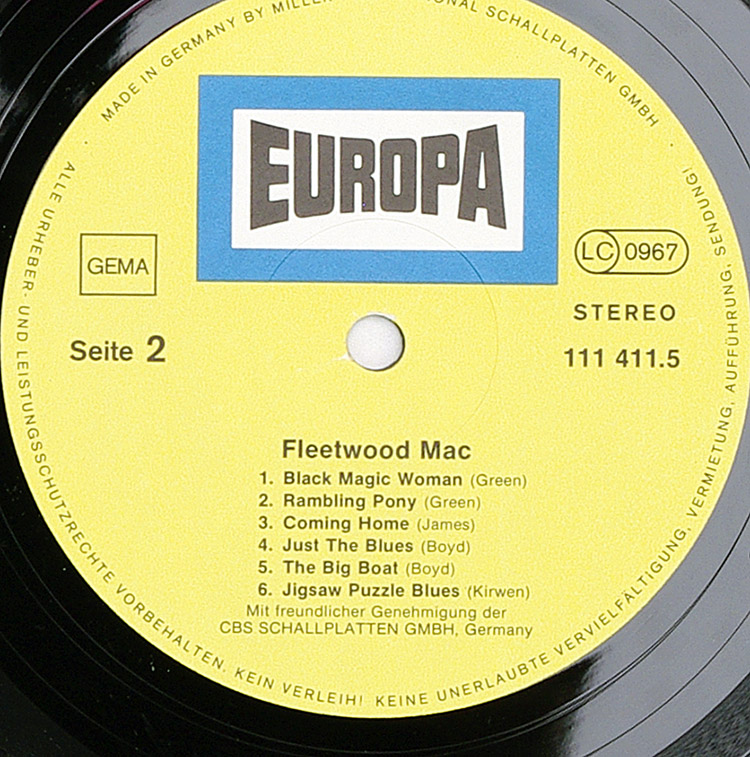 MADE IN GERMANY BY MILLER SCHALLPLATTEN GMBH
EUROPA
GEMA
LC 0967
STEREO
Seite 2
111 411.5
Fleetwood Mac
1. Black Magic Woman (Green)
2. Rambling Pony (Green)
3. Coming Home (James)
4. Just The Blues (Boyd)
5. The Big Boat (Boyd)
6. Jigsaw Puzzle Blues (Kirwen)
Mit freundlicher Genehmigung der
CBS SCHALLPLATTEN GMBH, Germany
ALLE URHEBER- UND LEISTUNGSSCHUTZRECHTE VORBEHALTEN. KEIN VERLEIH! KEINE UNERLAUBTE VERVIELFÄLTIGUNG, VERMIETUNG, AUFFÜHRUNG, SENDUNG!